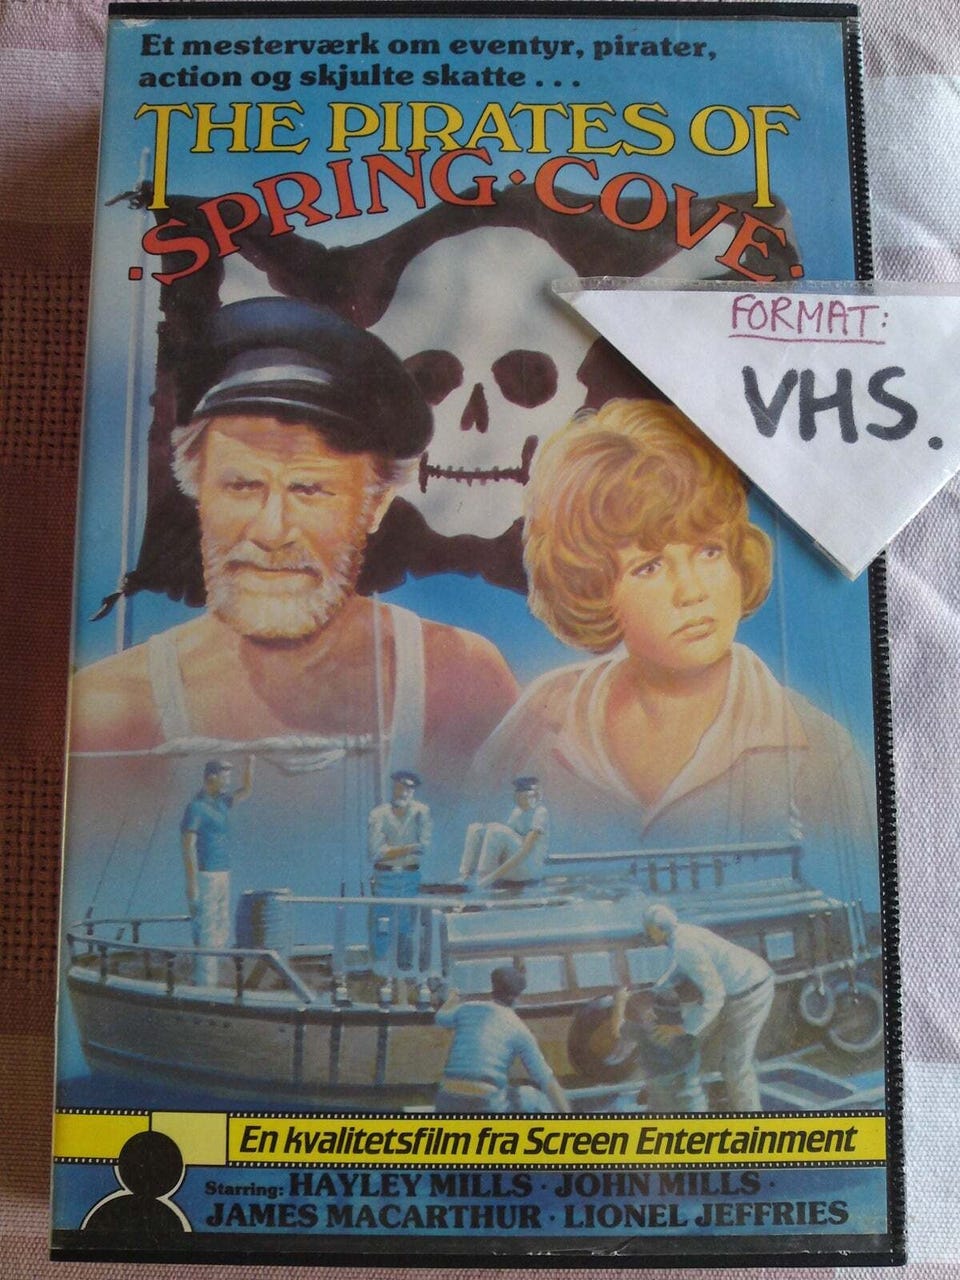 Et mesterværk om eventyr, pirater,
action og skjulte skatte . . .
THE PIRATES OF
·SPRING·COVE·
FORMAT:
VHS.
En kvalitetsfilm fra Screen Entertainment
Starring: HAYLEY MILLS · JOHN MILLS ·
JAMES MACARTHUR · LIONEL JEFFRIES